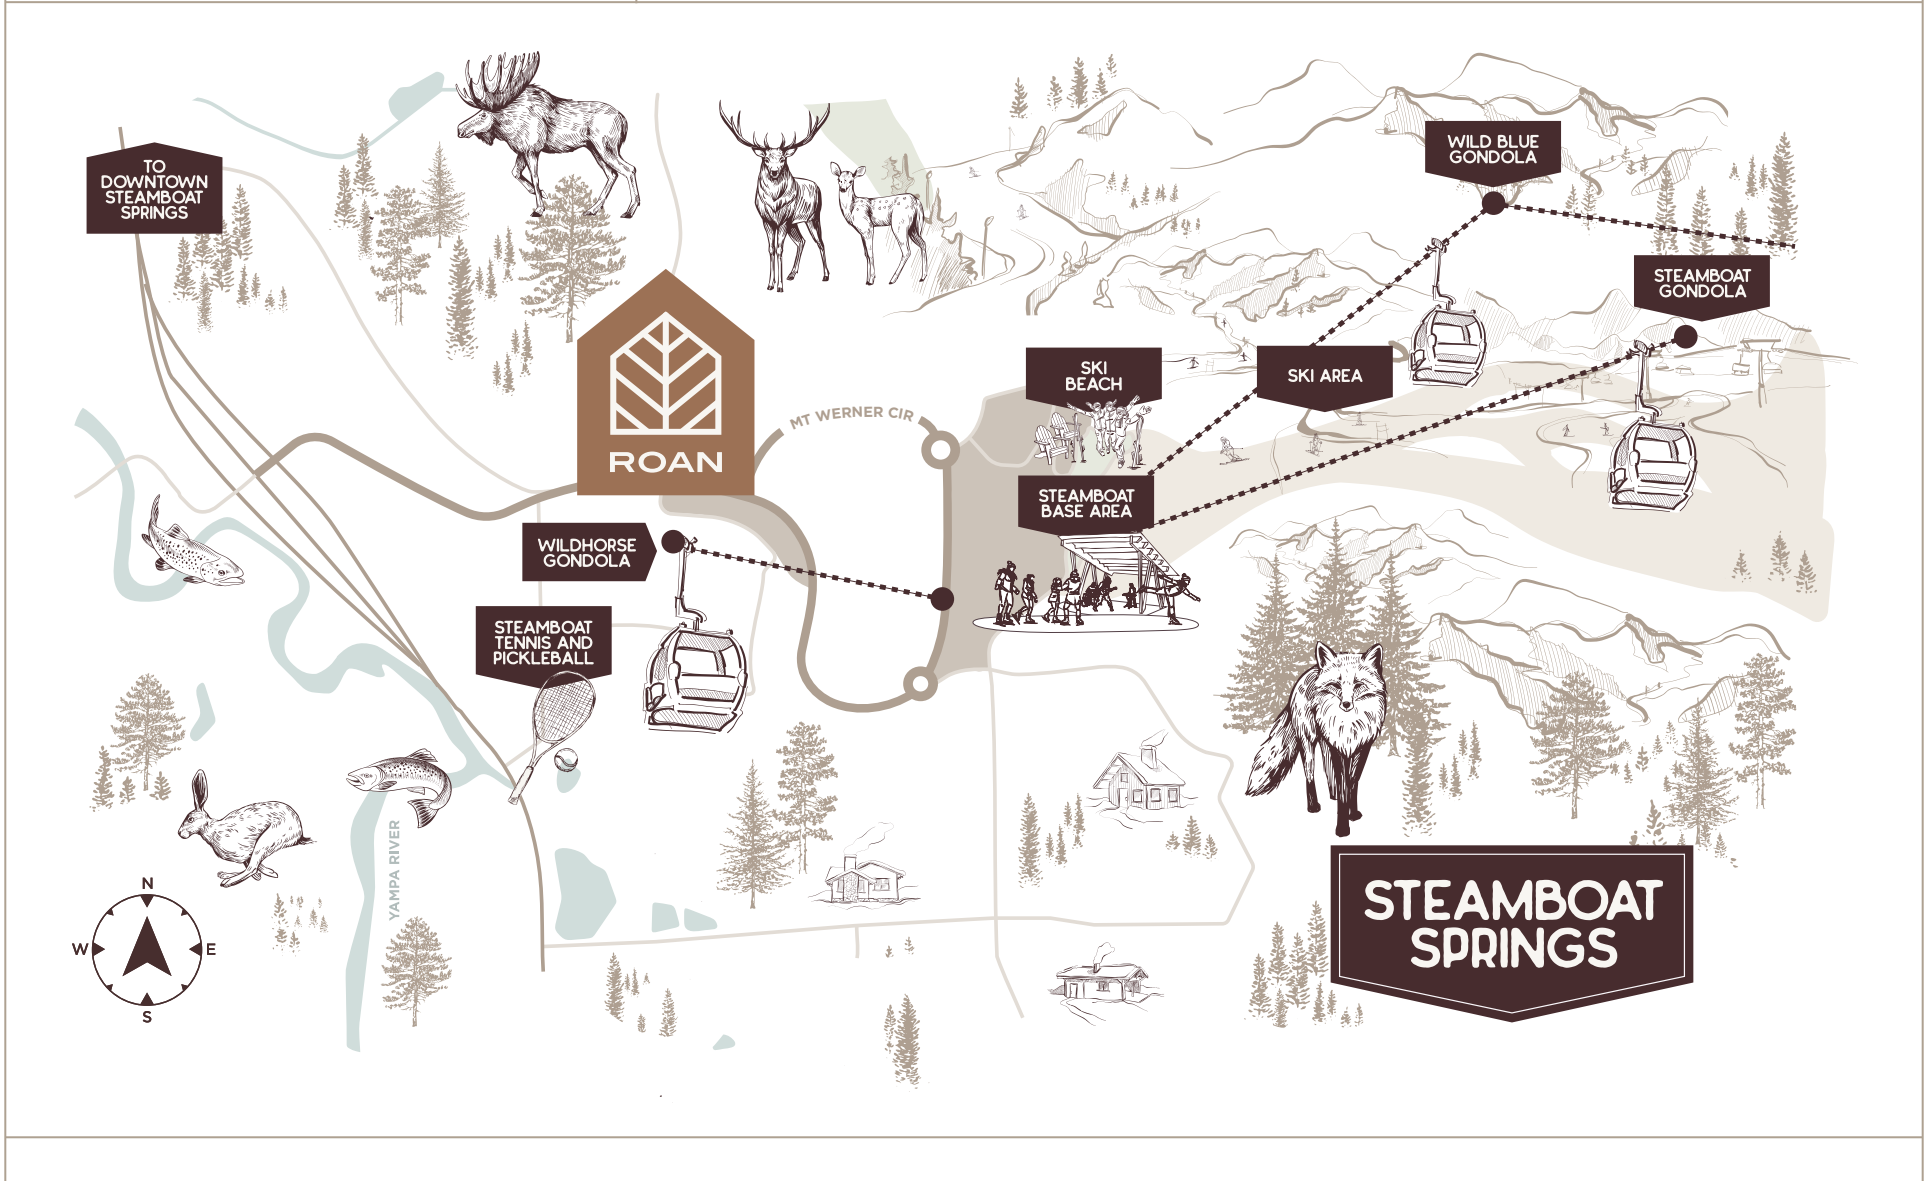 TO
DOWNTOWN
STEAMBOAT
SPRINGS
WILD BLUE
GONDOLA
STEAMBOAT
GONDOLA
SKI
BEACH
SKI AREA
MT WERNER CIR
ROAN
STEAMBOAT
BASE AREA
WILDHORSE
GONDOLA
STEAMBOAT
TENNIS AND
PICKLEBALL
YAMPA RIVER
N
W
E
S
STEAMBOAT
SPRINGS